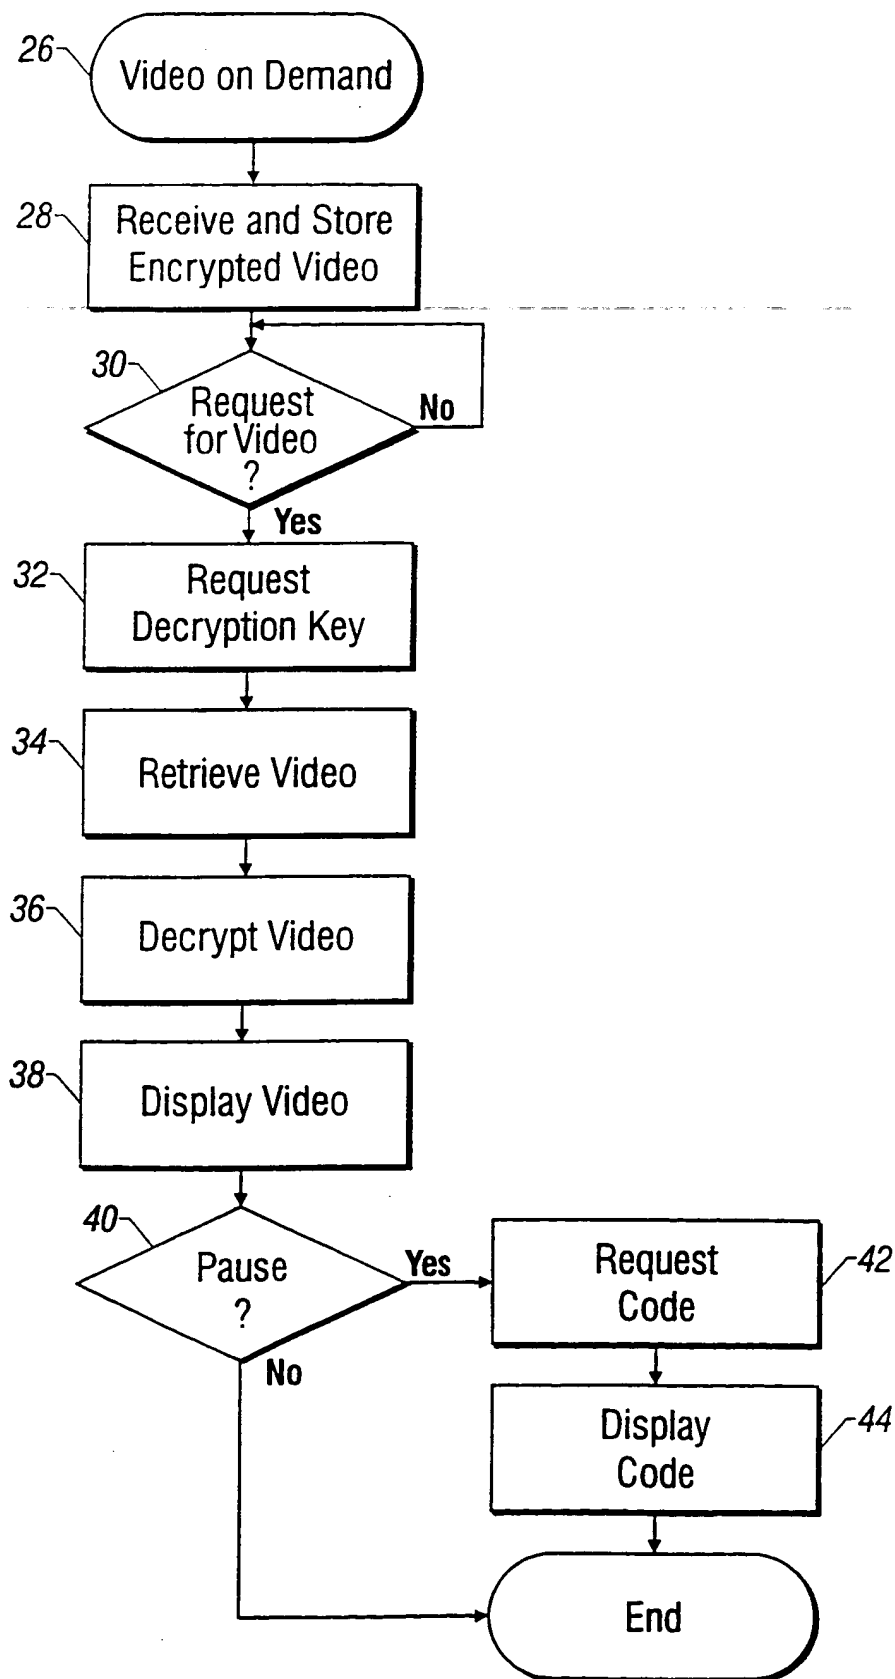 26
Video on Demand
28
Receive and Store
Encrypted Video
30
Request
for Video
?
No
Yes
32
Request
Decryption Key
34
Retrieve Video
36
Decrypt Video
38
Display Video
40
Pause
?
Yes
No
Request
Code
42
Display
Code
44
End